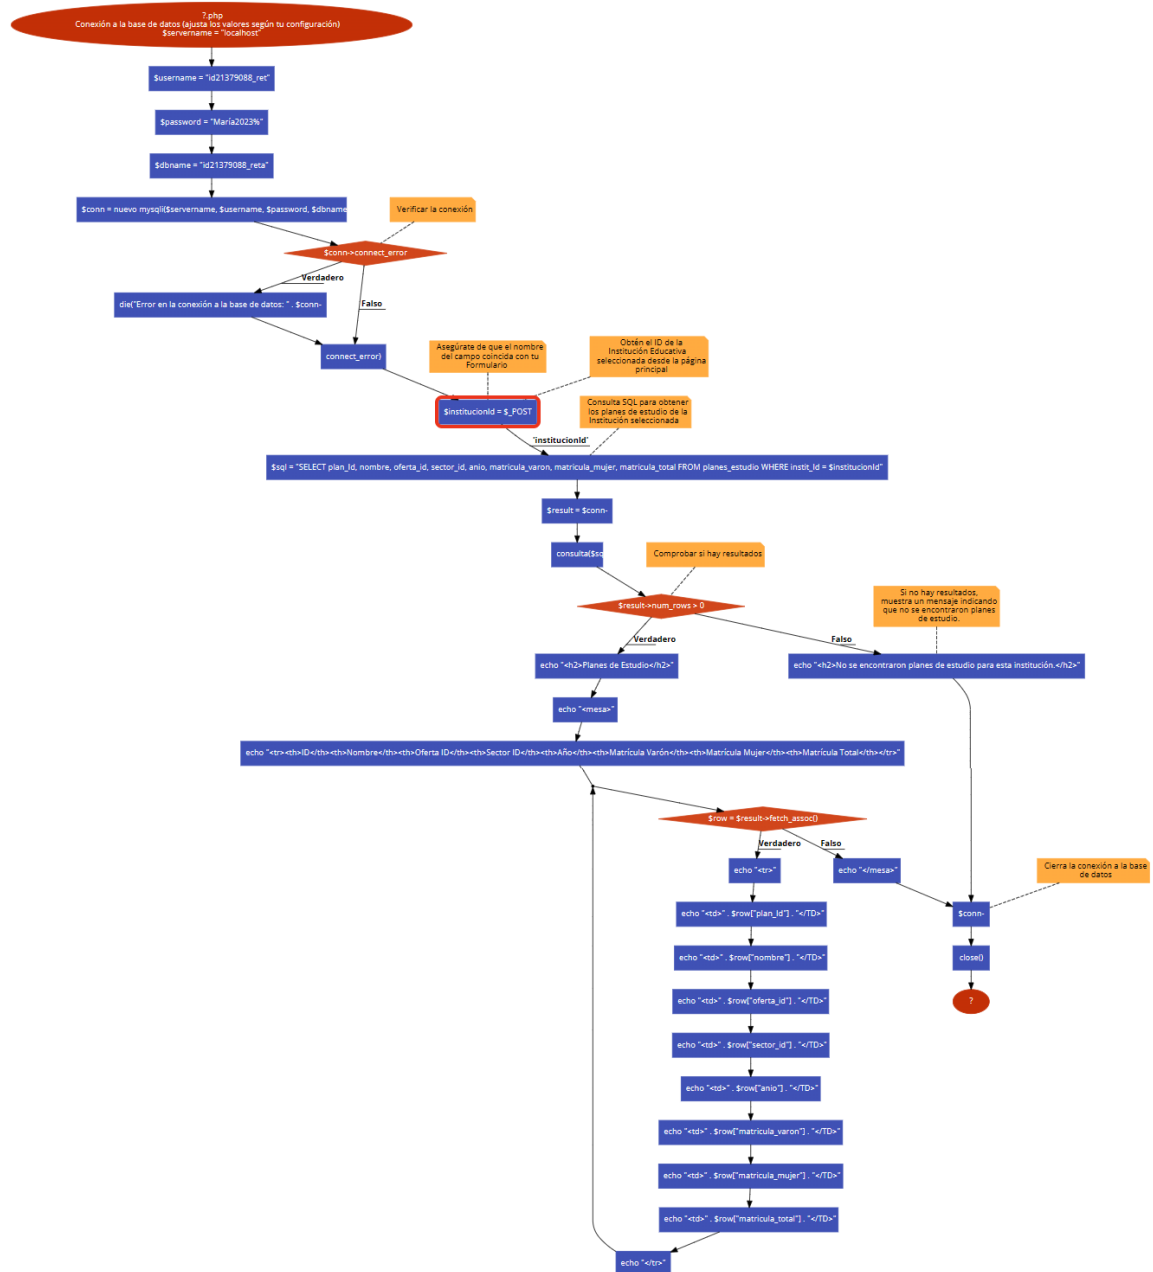 ?.php
Conexión a la base de datos (ajusta los valores según tu configuración)
$servername = "localhost"
$username = "id21379088_ret"
$password = "María2023%"
$dbname = "id21379088_reta"
$conn = nuevo mysqli($servername, $username, $password, $dbname
Verificar la conexión
$conn->connect_error
Verdadero
Falso
die("Error en la conexión a la base de datos: " . $conn-
connect_error)
Asegúrate de que el nombre
del campo coincida con tu
Formulario
Obtén el ID de la
Institución Educativa
seleccionada desde la página
principal
$institucionId = $_POST
Consulta SQL para obtener
los planes de estudio de la
Institución seleccionada
'institucionId'
$sql = "SELECT plan_Id, nombre, oferta_id, sector_id, anio, matricula_varon, matricula_mujer, matricula_total FROM planes_estudio WHERE instit_Id = $institucionId"
$result = $conn-
consulta($sq
Comprobar si hay resultados
$result->num_rows > 0
Si no hay resultados,
muestra un mensaje indicando
que no se encontraron planes
de estudio.
Verdadero
Falso
echo "<h2>Planes de Estudio</h2>"
echo "<h2>No se encontraron planes de estudio para esta institución.</h2>"
echo "<mesa>"
echo "<tr><th>ID</th><th>Nombre</th><th>Oferta ID</th><th>Sector ID</th><th>Año</th><th>Matrícula Varón</th><th>Matrícula Mujer</th><th>Matrícula Total</th></tr>"
$row = $result->fetch_assoc()
Verdadero
Falso
echo "<tr>"
echo "</mesa>"
Cierra la conexión a la base
de datos
echo "<td>" . $row["plan_Id"] . "</TD>"
$conn-
echo "<td>" . $row["nombre"] . "</TD>"
close()
echo "<td>" . $row["oferta_id"] . "</TD>"
?
echo "<td>" . $row["sector_id"] . "</TD>"
echo "<td>" . $row["anio"] . "</TD>"
echo "<td>" . $row["matricula_varon"] . "</TD>"
echo "<td>" . $row["matricula_mujer"] . "</TD>"
echo "<td>" . $row["matricula_total"] . "</TD>"
echo "</tr>"